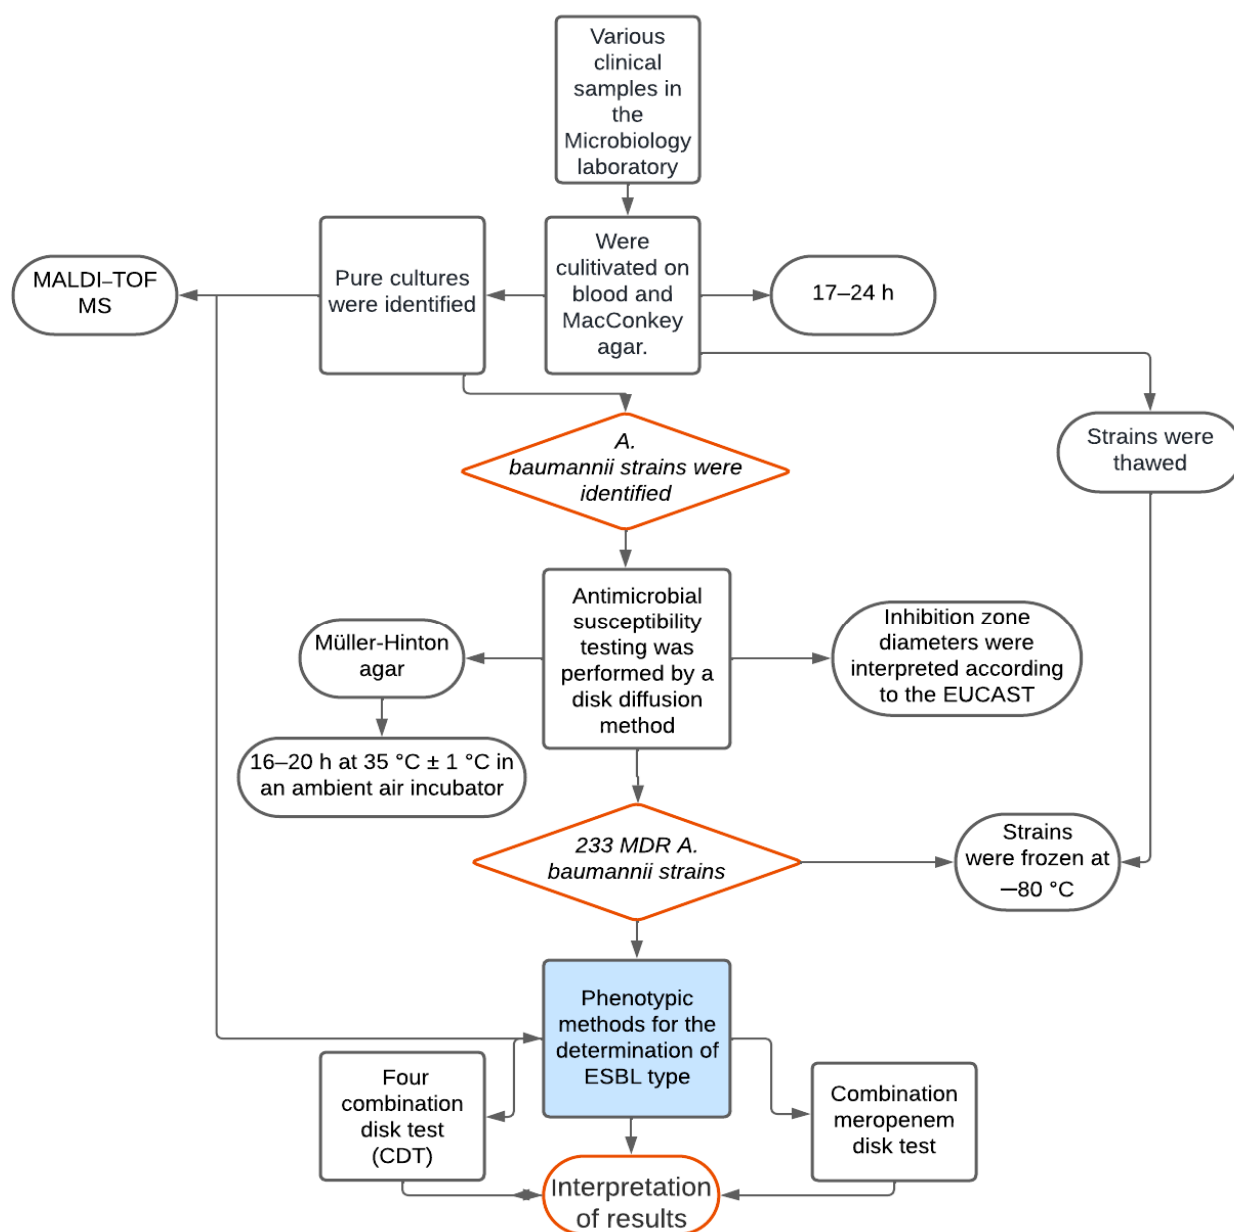 Various
clinical
samples in
the
Microbiology
laboratory
MALDI–TOF
MS
Pure cultures
were identified
Were
culitivated on
blood and
MacConkey
agar.
17–24 h
Strains were
thawed
A.
baumannii strains were
identified
Antimicrobial
susceptibility
testing was
performed by a
disk diffusion
method
Müller-Hinton
agar
Inhibition zone
diameters were
interpreted according
to the EUCAST
16–20 h at 35 °C ± 1 °C in
an ambient air incubator
233 MDR A.
baumannii strains
Strains
were frozen at
−80 °C
Phenotypic
methods for the
determination of
ESBL type
Four
combination
disk test
(CDT)
Combination
meropenem
disk test
Interpretation
of results